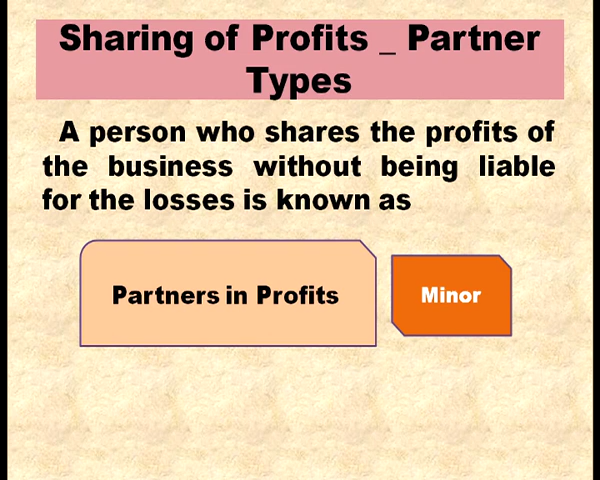 Sharing of Profits _ Partner
Types
A person who shares the profits of
the business without being liable
for the losses is known as
Partners in Profits
Minor